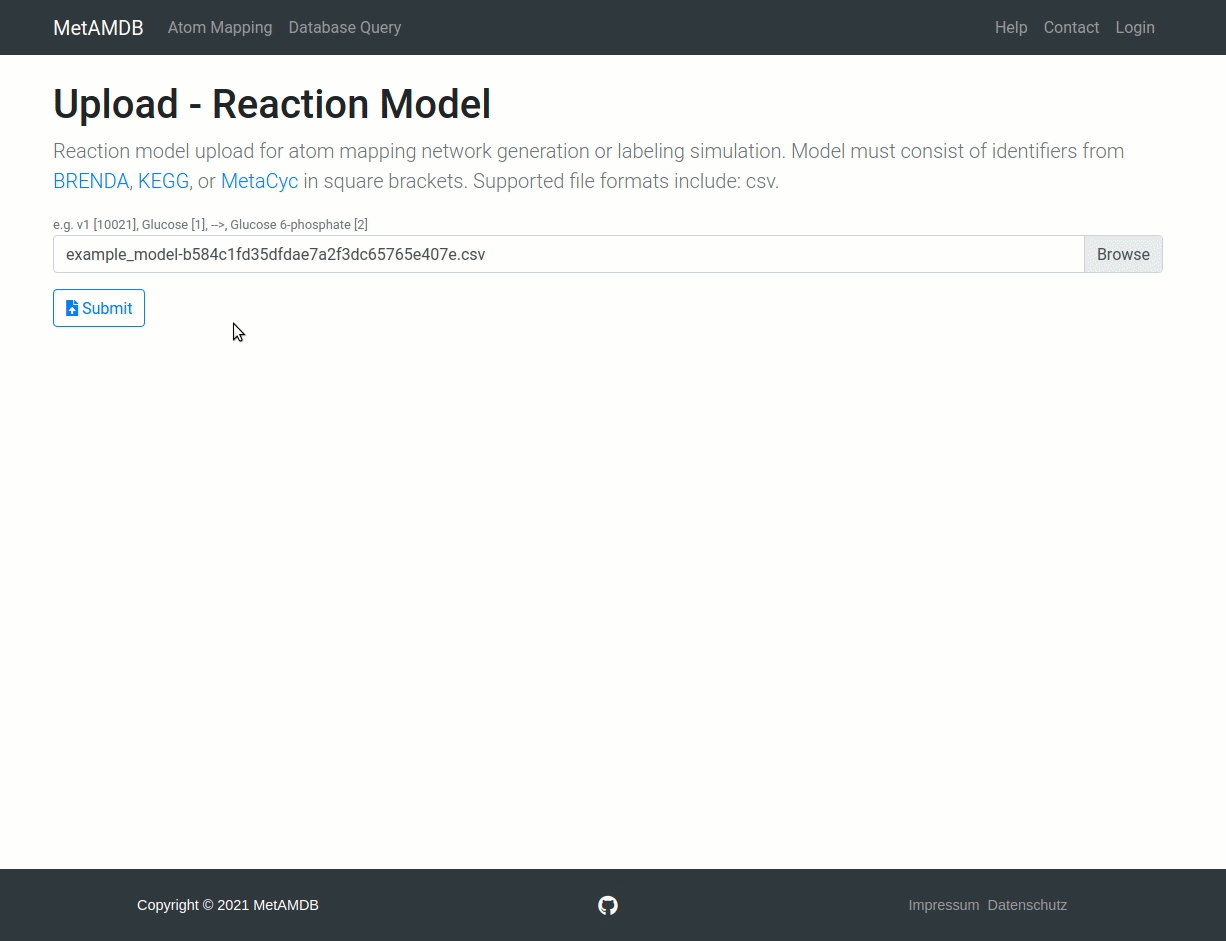 MetAMDB Atom Mapping Database Query Help Contact Login
Upload - Reaction Model
Reaction model upload for atom mapping network generation or labeling simulation. Model must consist of identifiers from
BRENDA, KEGG, or MetaCyc in square brackets. Supported file formats include: csv.
e.g. v1 [10021], Glucose [1], -->, Glucose 6-phosphate [2]
example_model-b584c1fd35dfdae7a2f3dc65765e407e.csv Browse
Submit
Copyright © 2021 MetAMDB Impressum Datenschutz